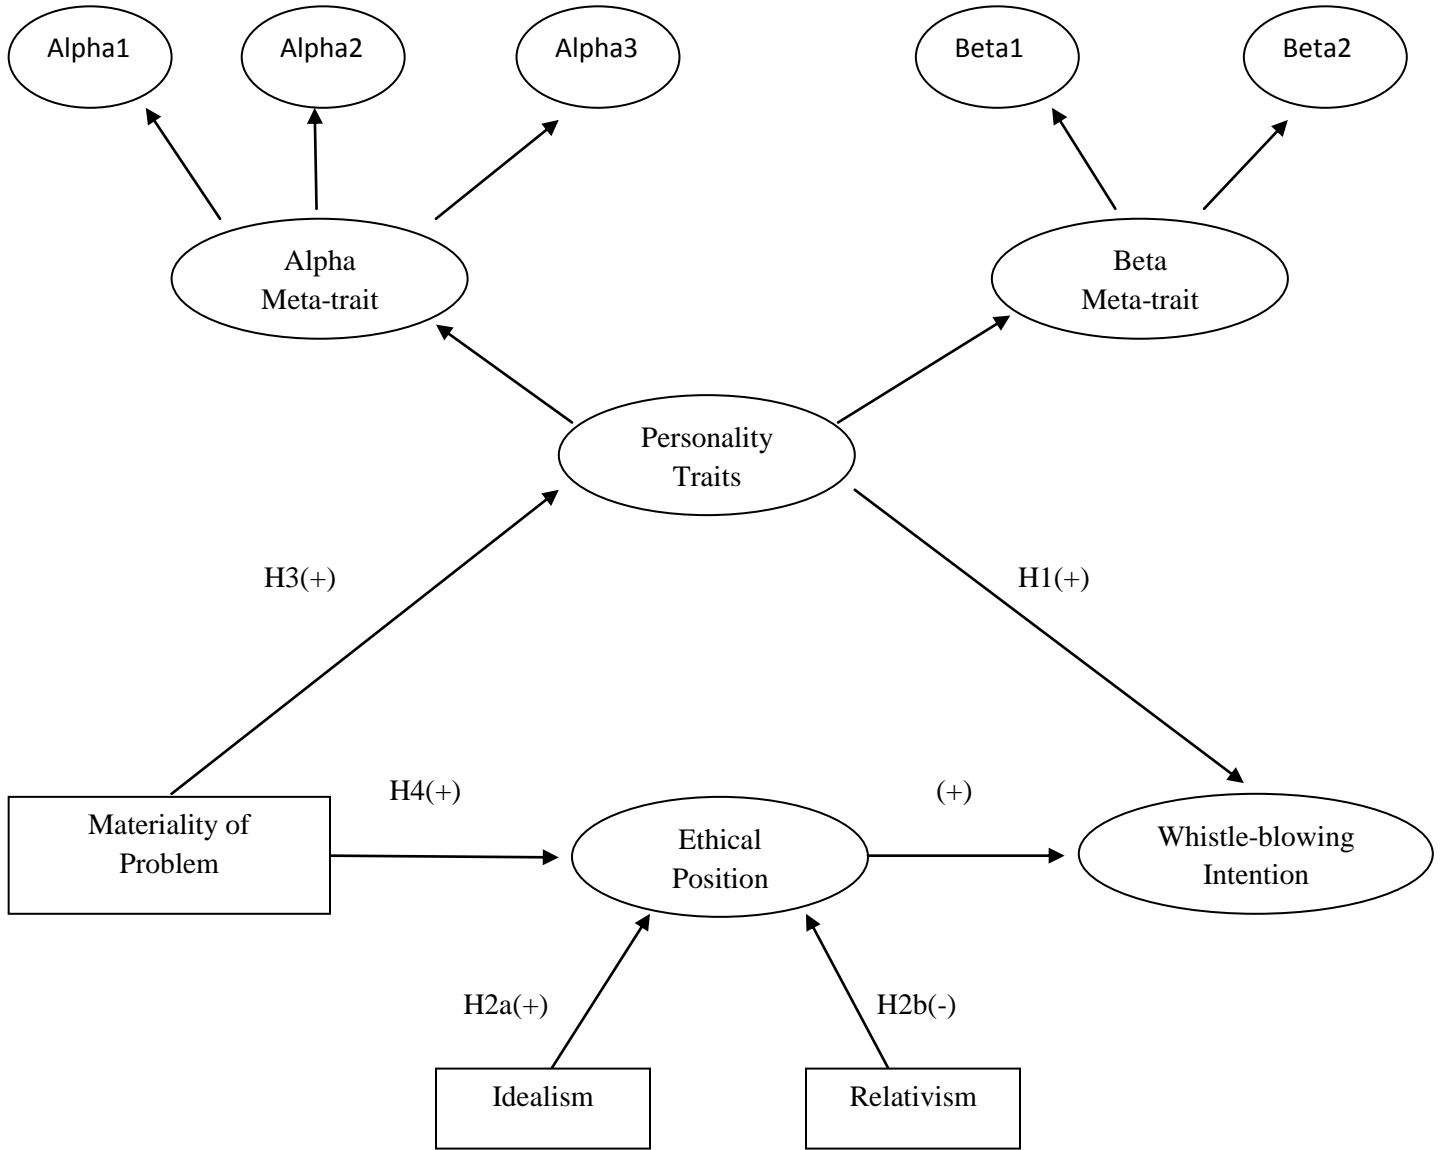 Alpha1
Alpha2
Alpha3
Beta1
Beta2
Alpha
Meta-trait
Beta
Meta-trait
Personality
Traits
H3(+)
H1(+)
H4(+)
(+)
Materiality of
Problem
Ethical
Position
Whistle-blowing
Intention
H2a(+)
H2b(-)
Idealism
Relativism